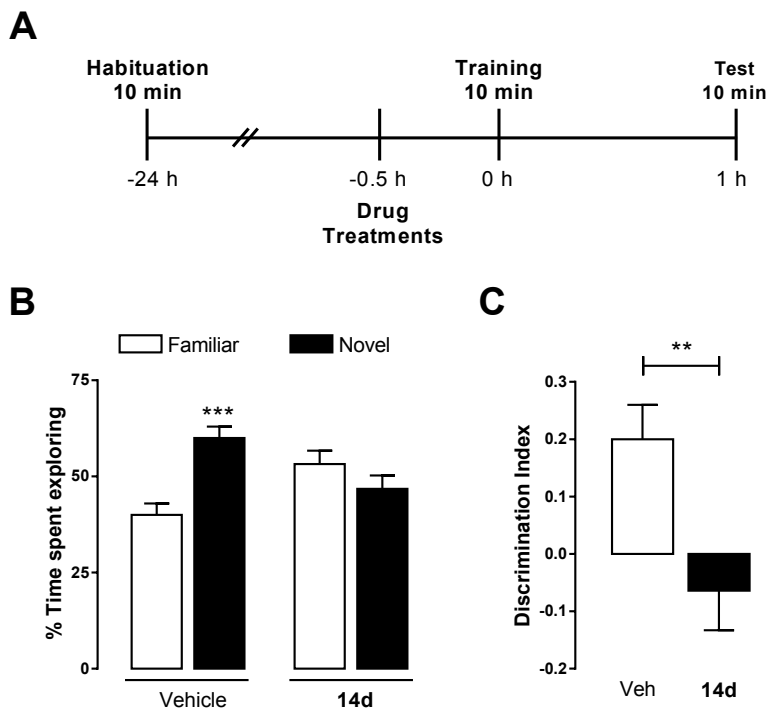 A
Habituation
10 min
Training
10 min
Test
10 min
-24 h
-0.5 h
0 h
1 h
Drug
Treatments
B
Familiar
Novel
% Time spent exploring
75
50
25
0
***
Vehicle
14d
C
**
Discrimination Index
0.3
0.2
0.1
0.0
-0.1
-0.2
Veh
14d